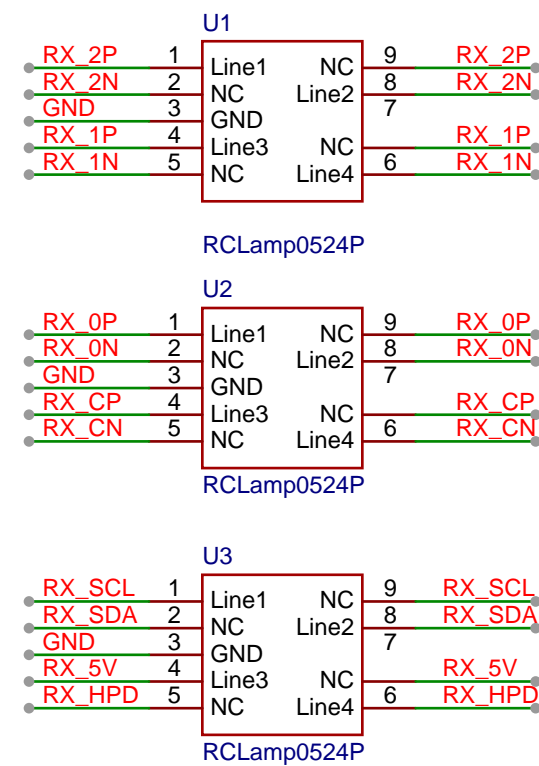 U1
RX_2P 1 Line1 NC 9 RX_2P
RX_2N 2 NC Line2 8 RX_2N
GND 3 GND 7
RX_1P 4 Line3 NC RX_1P
RX_1N 5 NC Line4 6 RX_1N
RCLamp0524P
U2
RX_0P 1 Line1 NC 9 RX_0P
RX_0N 2 NC Line2 8 RX_0N
GND 3 GND 7
RX_CP 4 Line3 NC RX_CP
RX_CN 5 NC Line4 6 RX_CN
RCLamp0524P
U3
RX_SCL 1 Line1 NC 9 RX_SCL
RX_SDA 2 NC Line2 8 RX_SDA
GND 3 GND 7
RX_5V 4 Line3 NC RX_5V
RX_HPD 5 NC Line4 6 RX_HPD
RCLamp0524P